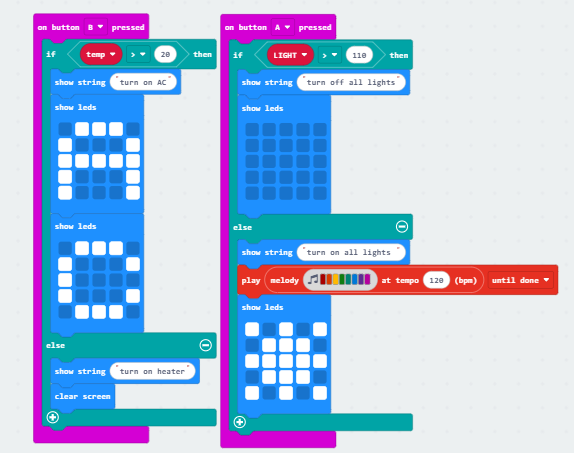 on button B pressed
if temp > 20 then
show string "turn on AC"
show leds
show leds
else
show string "turn on heater"
clear screen
on button A pressed
if LIGHT > 110 then
show string "turn off all lights"
show leds
else
show string "turn on all lights "
play melody at tempo 120 (bpm) until done
show leds